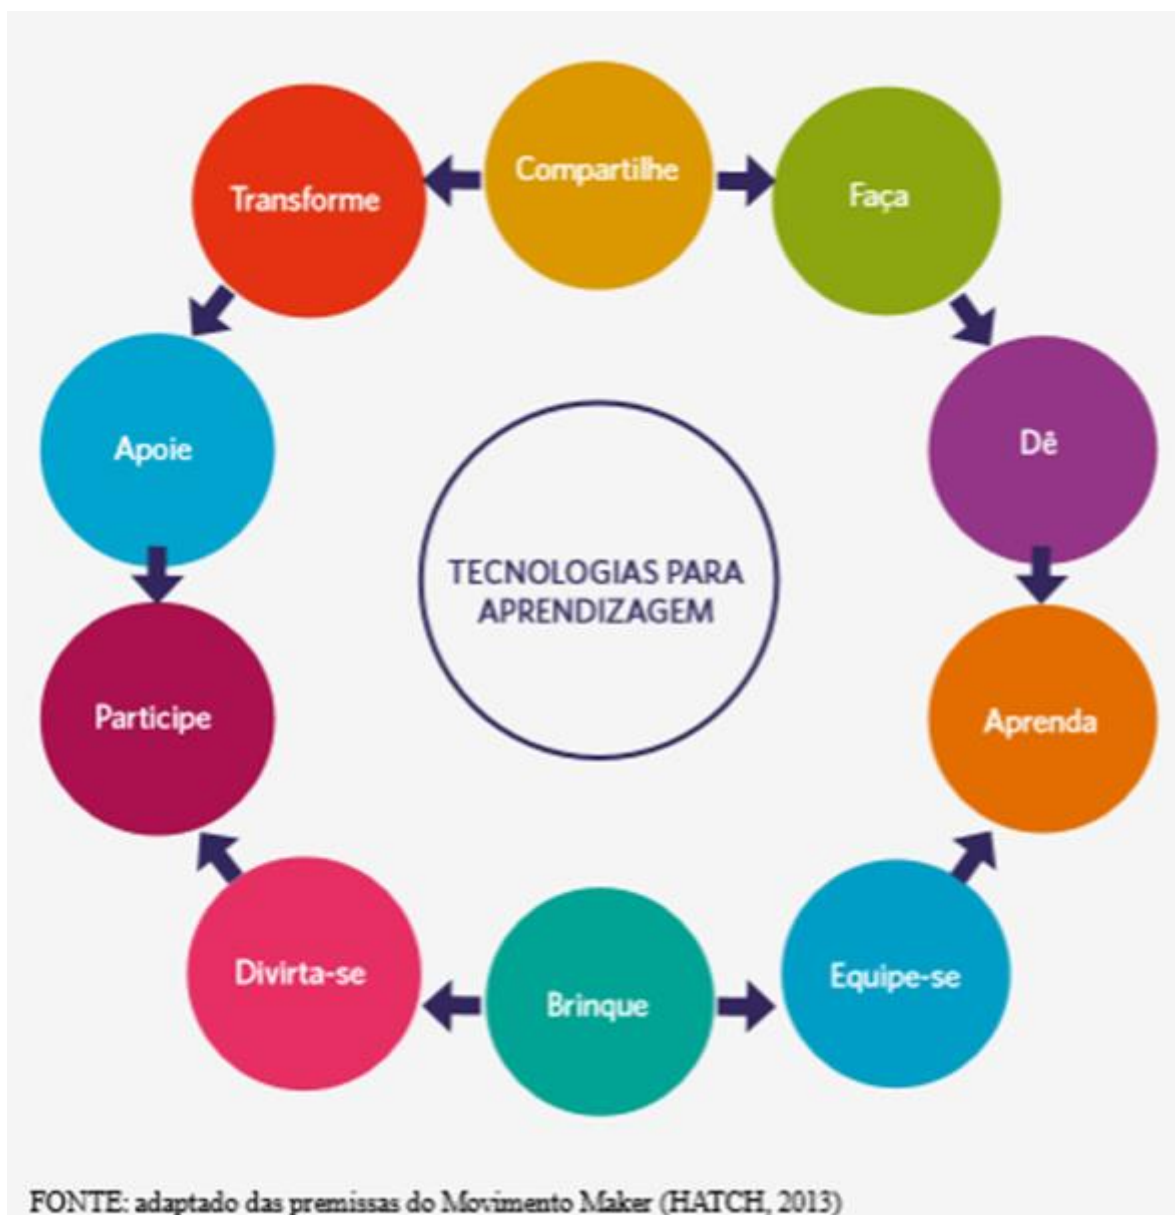 Compartilhe
Transforme
Faça
Apoie
Dê
TECNOLOGIAS PARA
APRENDIZAGEM
Participe
Aprenda
Divirta-se
Brinque
Equipe-se
FONTE: adaptado das premissas do Movimento Maker (HATCH, 2013)